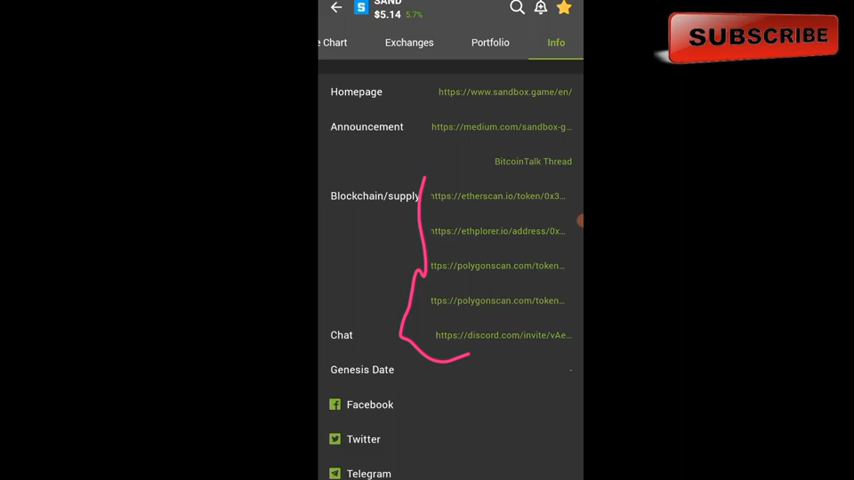 SAND
$5.14 5.7%
SUBSCRIBE
e Chart Exchanges Portfolio Info
Homepage https://www.sandbox.game/en/
Announcement https://medium.com/sandbox-g...
BitcoinTalk Thread
Blockchain/supply https://etherscan.io/token/0x3...
https://ethplorer.io/address/0x...
ttps://polygonscan.com/token...
ttps://polygonscan.com/token...
Chat https://discord.com/invite/vAe...
Genesis Date -
Facebook
Twitter
Telegram